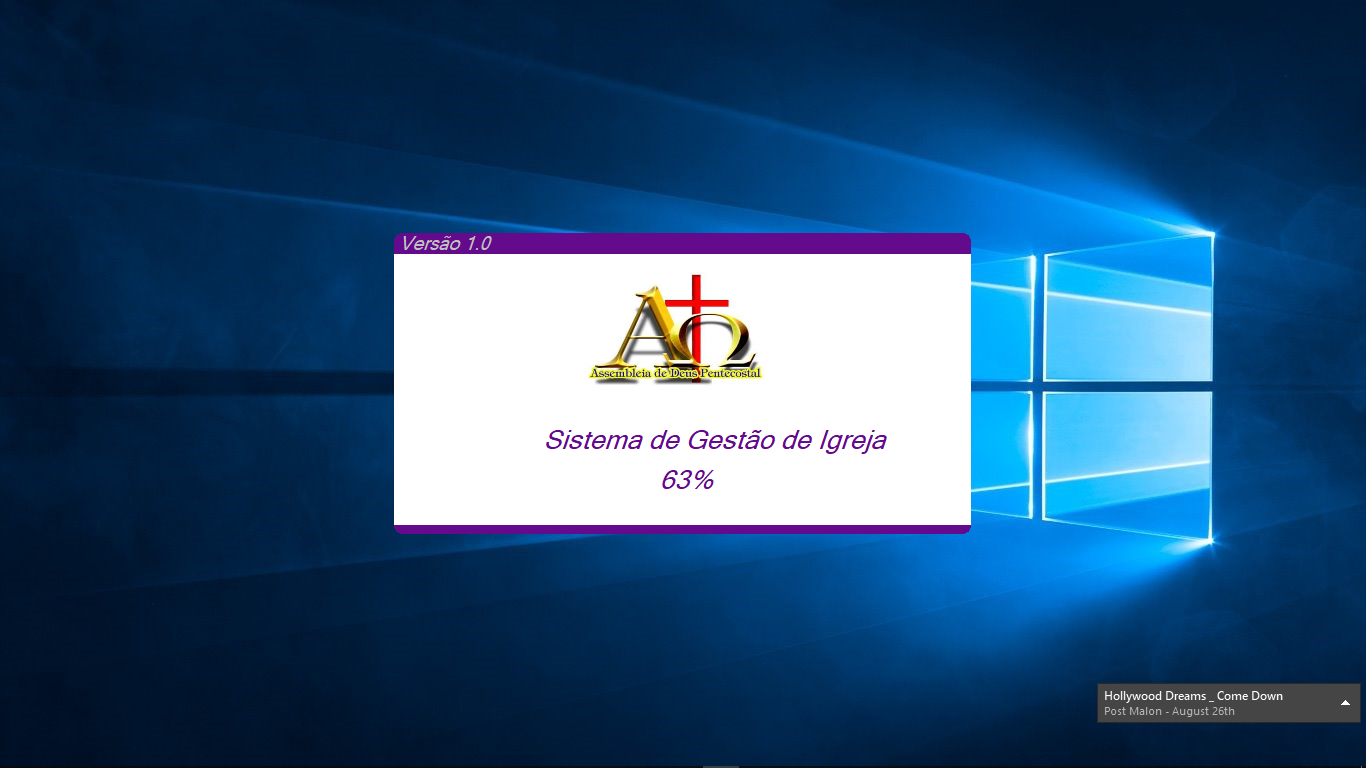 Versão 1.0
AΩ
Assembleia de Deus Pentecostal
Sistema de Gestão de Igreja
63%
Hollywood Dreams _ Come Down
Post Malon - August 26th